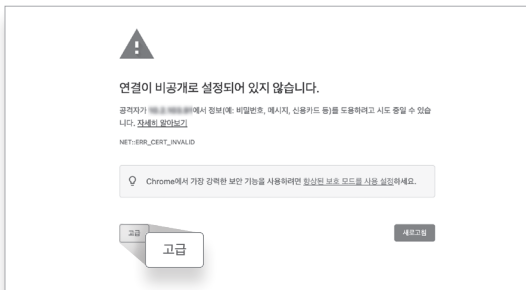 연결이 비공개로 설정되어 있지 않습니다.
공격자가 에서 정보(예: 비밀번호, 메시지, 신용카드 등)를 도용하려고 시도 중일 수 있습
니다. 자세히 알아보기
NET::ERR_CERT_INVALID
Chrome에서 가장 강력한 보안 기능을 사용하려면 향상된 보호 모드를 사용 설정하세요.
고급
새로고침
고급